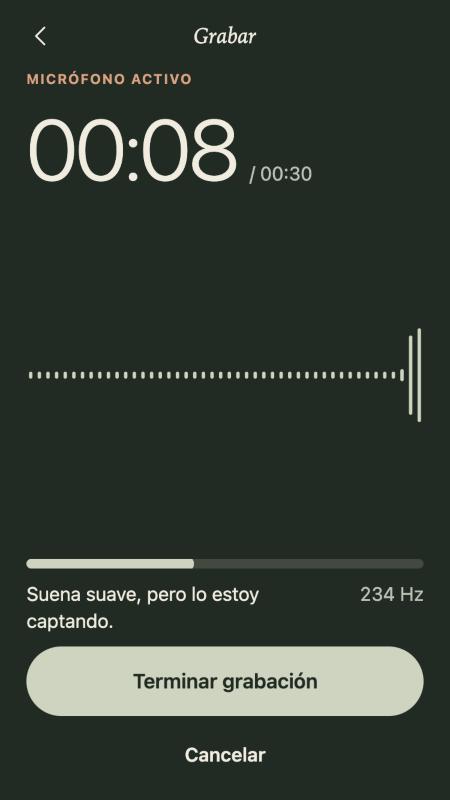 Grabar
MICRÓFONO ACTIVO
00:08 / 00:30
Suena suave, pero lo estoy
captando.
234 Hz
Terminar grabación
Cancelar